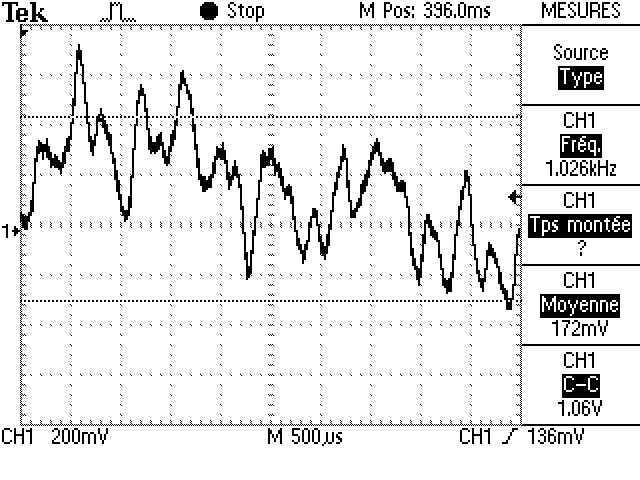 Tek Stop M Pos: 396.0ms MESURES
Source
Type
CH1
Fréq.
1.026kHz
CH1
Tps montée
?
CH1
Moyenne
172mV
CH1
C-C
1.06V
1
CH1 200mV M 500µs CH1 136mV